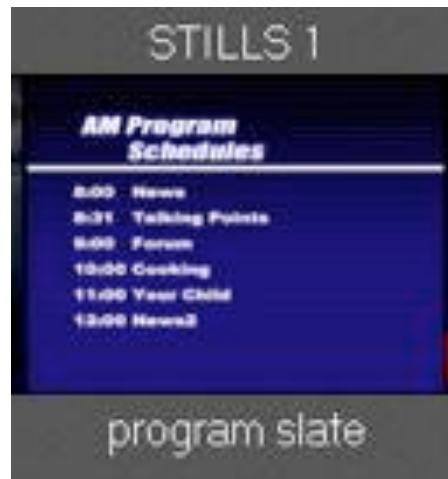 STILLS 1
AM Program
Schedules
8:00 News
8:31 Talking Points
9:00 Forum
10:00 Cooking
11:00 Your Child
12:00 News2
program slate